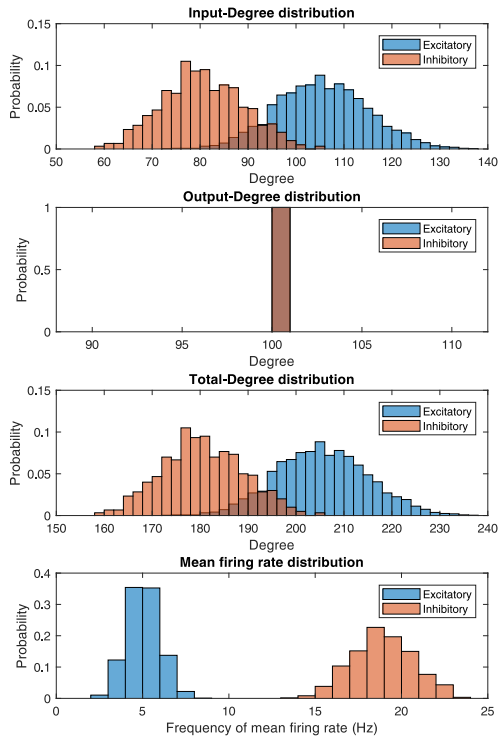 Input-Degree distribution
0.15
0.1
0.05
0
Probability
Excitatory
Inhibitory
50 60 70 80 90 100 110 120 130 140
Degree
Output-Degree distribution
1
0.5
0
Probability
Excitatory
Inhibitory
90 95 100 105 110
Degree
Total-Degree distribution
0.15
0.1
0.05
0
Probability
Excitatory
Inhibitory
150 160 170 180 190 200 210 220 230 240
Degree
Mean firing rate distribution
0.4
0.3
0.2
0.1
0
Probability
Excitatory
Inhibitory
0 5 10 15 20 25
Frequency of mean firing rate (Hz)